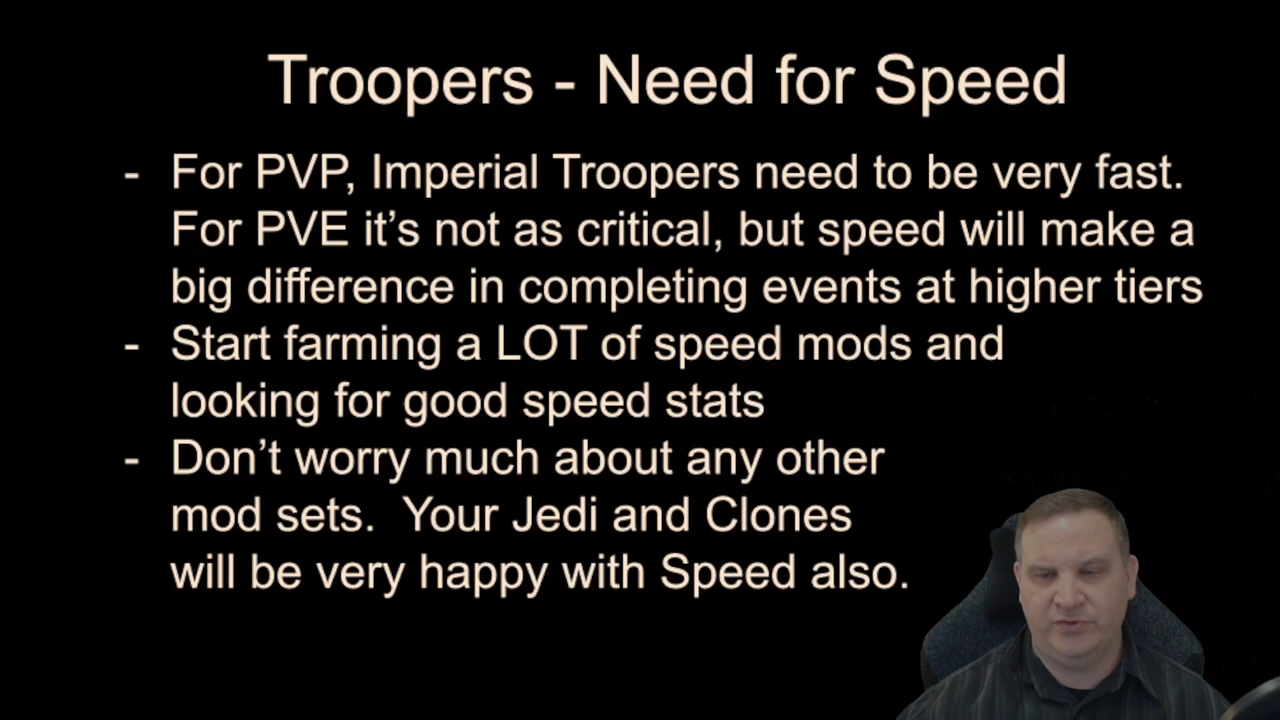 Troopers - Need for Speed
- For PVP, Imperial Troopers need to be very fast.
For PVE it’s not as critical, but speed will make a
big difference in completing events at higher tiers
- Start farming a LOT of speed mods and
looking for good speed stats
- Don’t worry much about any other
mod sets.  Your Jedi and Clones
will be very happy with Speed also.